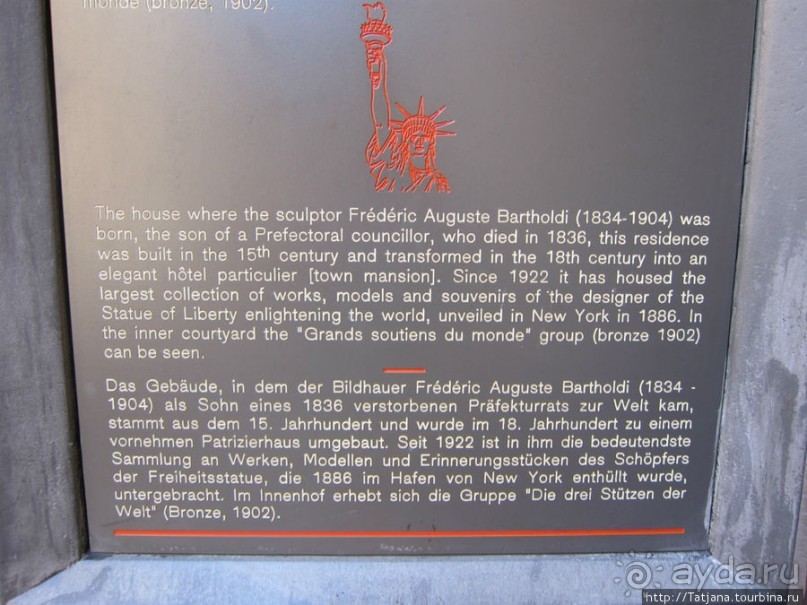 monde (bronze, 1902).
The house where the sculptor Frédéric Auguste Bartholdi (1834-1904) was
born, the son of a Prefectoral councillor, who died in 1836, this residence
was built in the 15th century and transformed in the 18th century into an
elegant hôtel particulier [town mansion]. Since 1922 it has housed the
largest collection of works, models and souvenirs of the designer of the
Statue of Liberty enlightening the world, unveiled in New York in 1886. In
the inner courtyard the "Grands soutiens du monde" group (bronze 1902)
can be seen.
Das Gebäude, in dem der Bildhauer Frédéric Auguste Bartholdi (1834 -
1904) als Sohn eines 1836 verstorbenen Präfekturrats zur Welt kam,
stammt aus dem 15. Jahrhundert und wurde im 18. Jahrhundert zu einem
vornehmen Patrizierhaus umgebaut. Seit 1922 ist in ihm die bedeutendste
Sammlung an Werken, Modellen und Erinnerungsstücken des Schöpfers
der Freiheitsstatue, die 1886 im Hafen von New York enthüllt wurde,
untergebracht. Im Innenhof erhebt sich die Gruppe "Die drei Stützen der
Welt" (Bronze, 1902).
ayda.ru
http://Tatjana.tourbina.ru